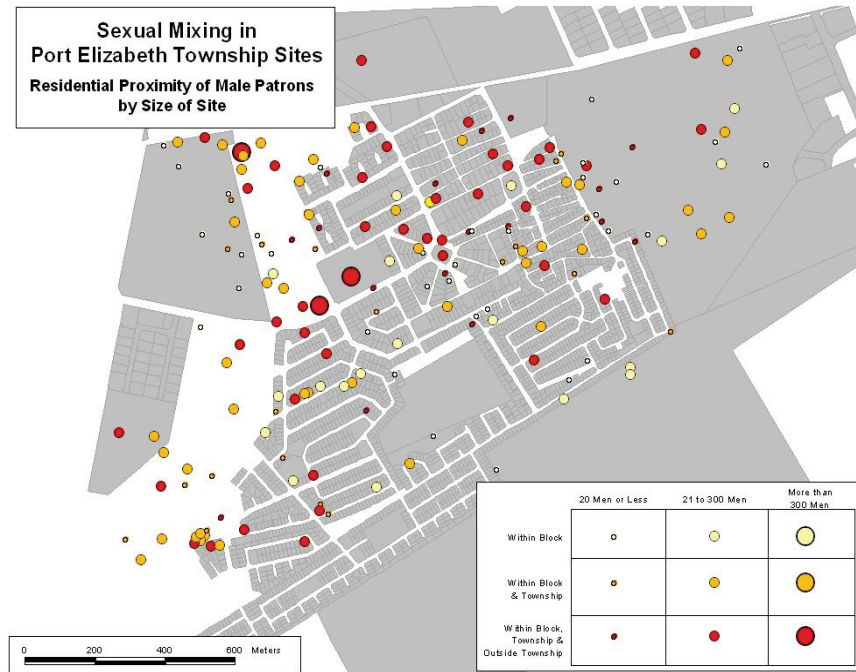 Sexual Mixing in
Port Elizabeth Township Sites
Residential Proximity of Male Patrons
by Size of Site
20 Men or Less
21 to 300 Men
More than
300 Men
Within Block
Within Block
& Township
Within Block,
Township &
Outside Township
0 200 400 600 Meters